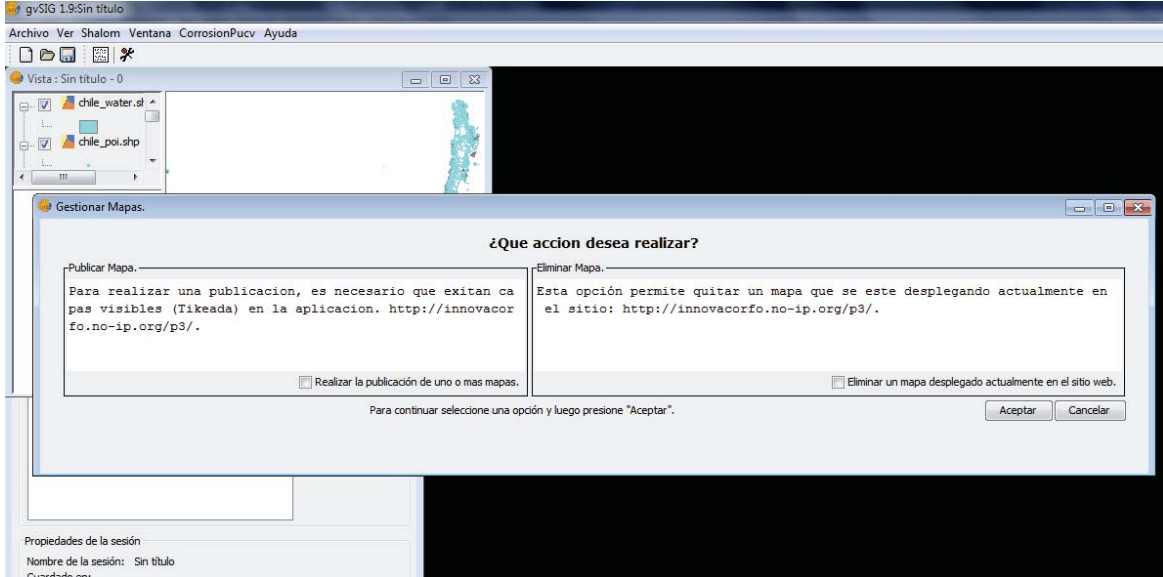 gvSIG 1.9:Sin título
Archivo Ver Shalom Ventana CorrosionPucv Ayuda
Vista : Sin título - 0
chile_water.sh
chile_poi.shp
Gestionar Mapas.
¿Que accion desea realizar?
Publicar Mapa.
Para realizar una publicacion, es necesario que exitan ca
pas visibles (Tikeada) en la aplicacion. http://innovacor
fo.no-ip.org/p3/.
Realizar la publicación de uno o mas mapas.
Eliminar Mapa.
Esta opción permite quitar un mapa que se este desplegando actualmente en
el sitio: http://innovacorfo.no-ip.org/p3/.
Eliminar un mapa desplegado actualmente en el sitio web.
Para continuar seleccione una opción y luego presione "Aceptar".
Aceptar
Cancelar
Propiedades de la sesión
Nombre de la sesión: Sin título
Guardado en: